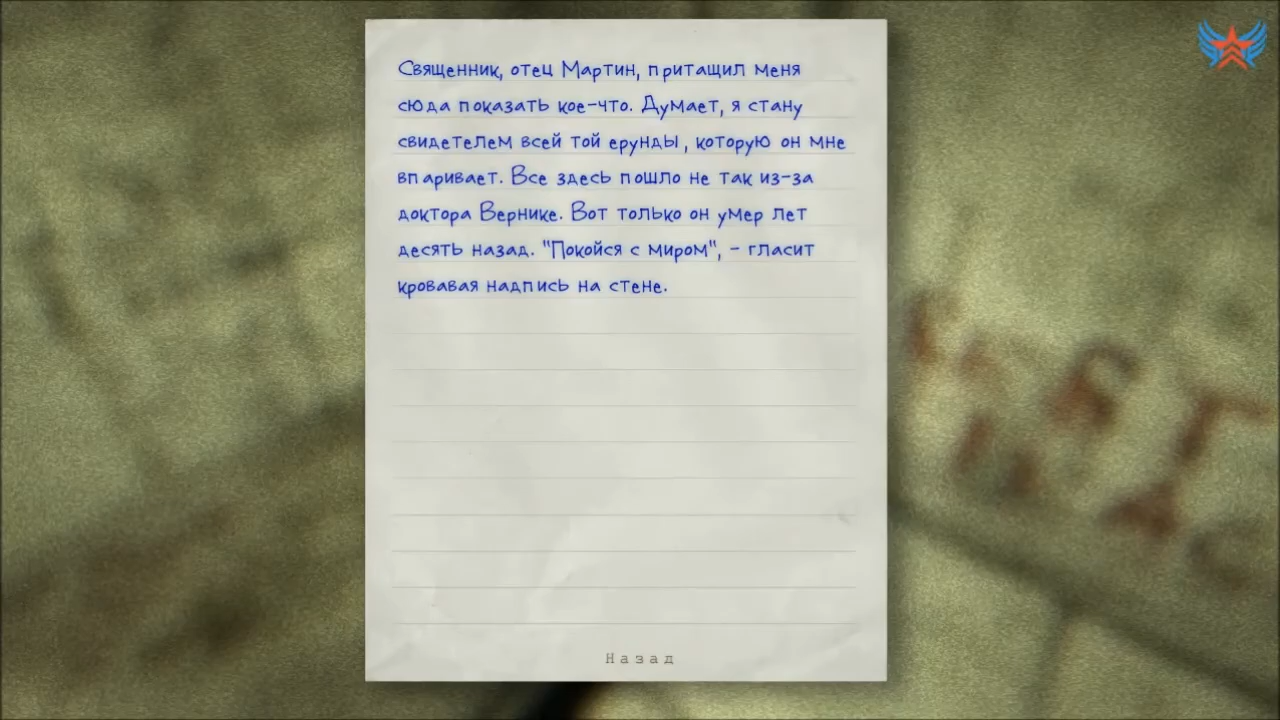 Священник, отец Мартин, притащил меня
сюда показать кое-что. Думает, я стану
свидетелем всей той ерунды, которую он мне
впаривает. Все здесь пошло не так из-за
доктора Вернике. Вот только он умер лет
десять назад. "Покойся с миром", - гласит
кровавая надпись на стене.
Назад